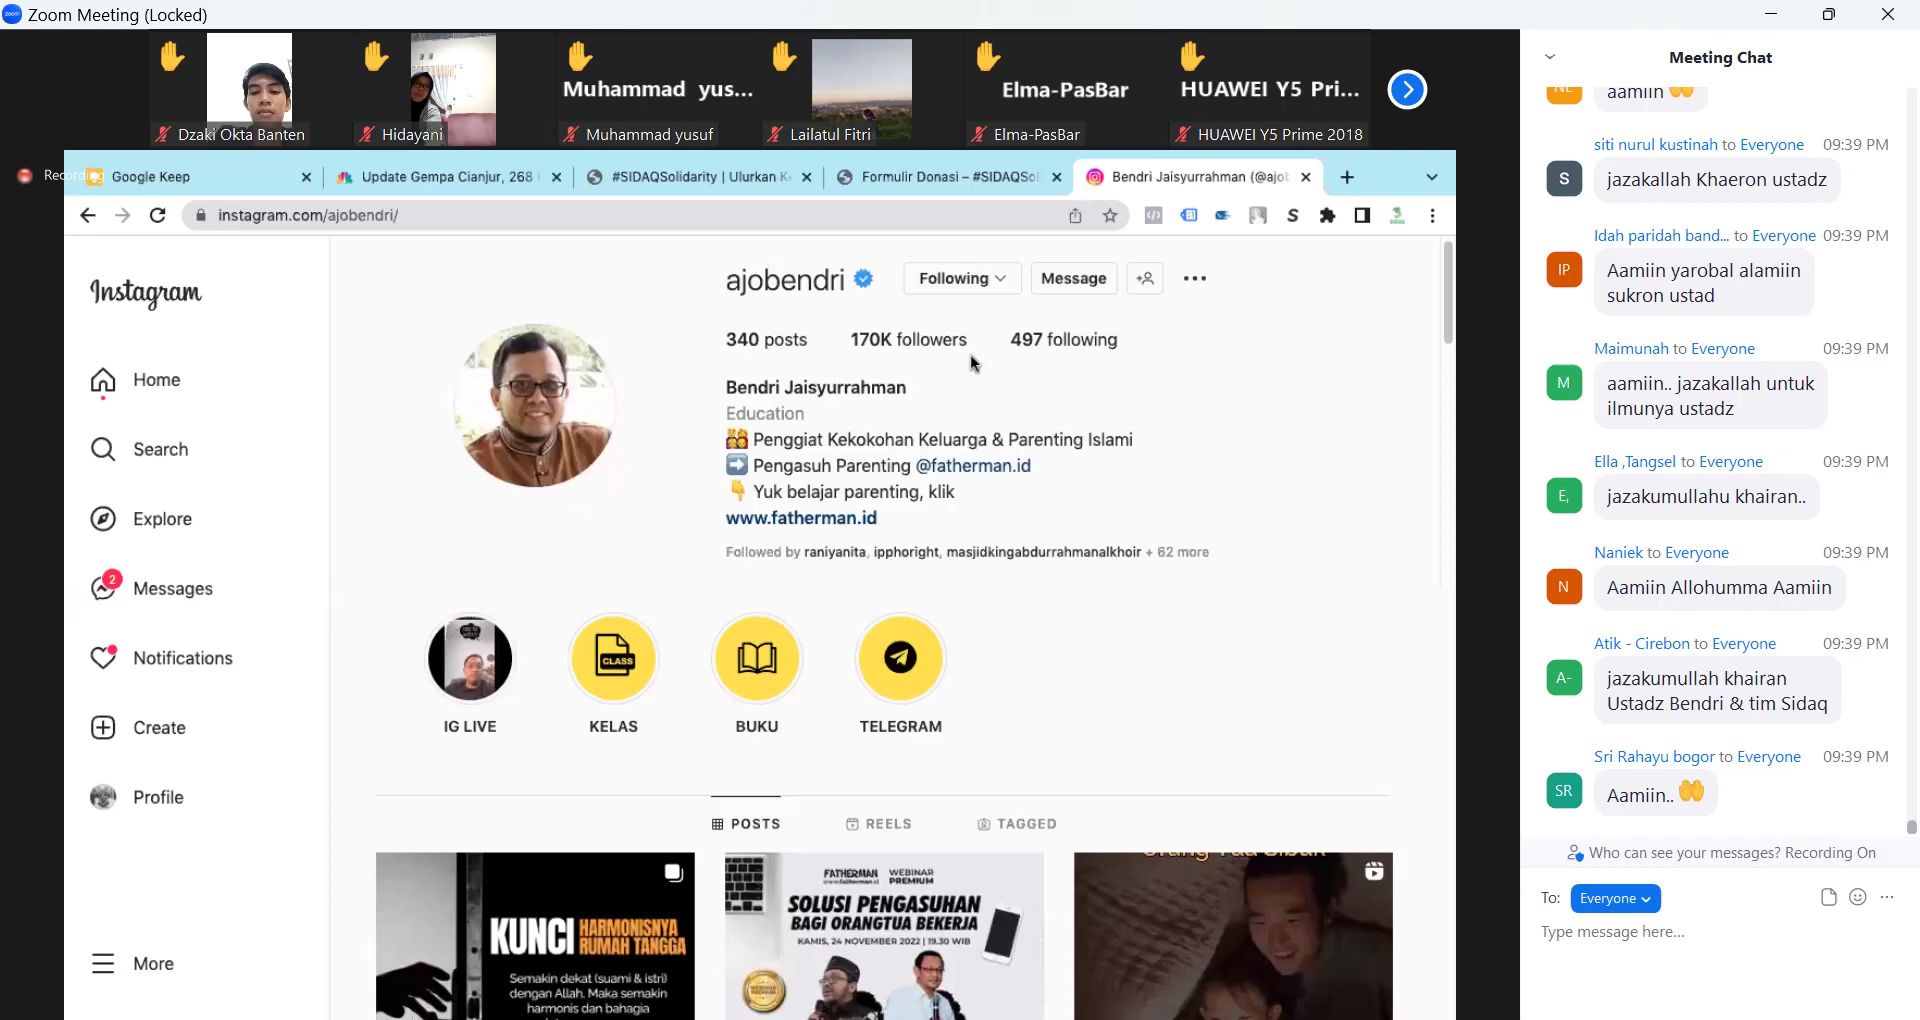 Zoom Meeting (Locked)
Muhammad yus...
Elma-PasBar
HUAWEI Y5 Pri...
Dzaki Okta Banten
Hidayani
Muhammad yusuf
Lailatul Fitri
Elma-PasBar
HUAWEI Y5 Prime 2018
Recording
Google Keep
Update Gempa Cianjur, 268
#SIDAQSolidarity | Ulurkan K
Formulir Donasi – #SIDAQSo
Bendri Jaisyurrahman (@ajo
instagram.com/ajobendri/
Instagram
Home
Search
Explore
2
Messages
Notifications
Create
Profile
More
ajobendri
Following
Message
340 posts
170K followers
497 following
Bendri Jaisyurrahman
Education
👨‍👩‍👧‍👦 Penggiat Kekokohan Keluarga & Parenting Islami
➡️ Pengasuh Parenting @fatherman.id
👇 Yuk belajar parenting, klik
www.fatherman.id
Followed by raniyanita, ipphoright, masjidkingabdurrahmanalkhoir + 62 more
CLASS
IG LIVE
KELAS
BUKU
TELEGRAM
POSTS
REELS
TAGGED
KUNCI HARMONISNYA
RUMAH TANGGA
Semakin dekat (suami & istri)
dengan Allah. Maka semakin
harmonis dan bahagia
FATHERMAN
www.fatherman.id
WEBINAR
PREMIUM
SOLUSI PENGASUHAN
BAGI ORANGTUA BEKERJA
KAMIS, 24 NOVEMBER 2022 | 19.30 WIB
Meeting Chat
NE
aamiin 🤲
siti nurul kustinah to Everyone 09:39 PM
S
jazakallah Khaeron ustadz
Idah paridah band... to Everyone 09:39 PM
IP
Aamiin yarobal alamiin
sukron ustad
Maimunah to Everyone 09:39 PM
M
aamiin.. jazakallah untuk
ilmunya ustadz
Ella ,Tangsel to Everyone 09:39 PM
E,
jazakumullahu khairan..
Naniek to Everyone 09:39 PM
N
Aamiin Allohumma Aamiin
Atik - Cirebon to Everyone 09:39 PM
A-
jazakumullah khairan
Ustadz Bendri & tim Sidaq
Sri Rahayu bogor to Everyone 09:39 PM
SR
Aamiin.. 🤲
Who can see your messages? Recording On
To: Everyone
Type message here...